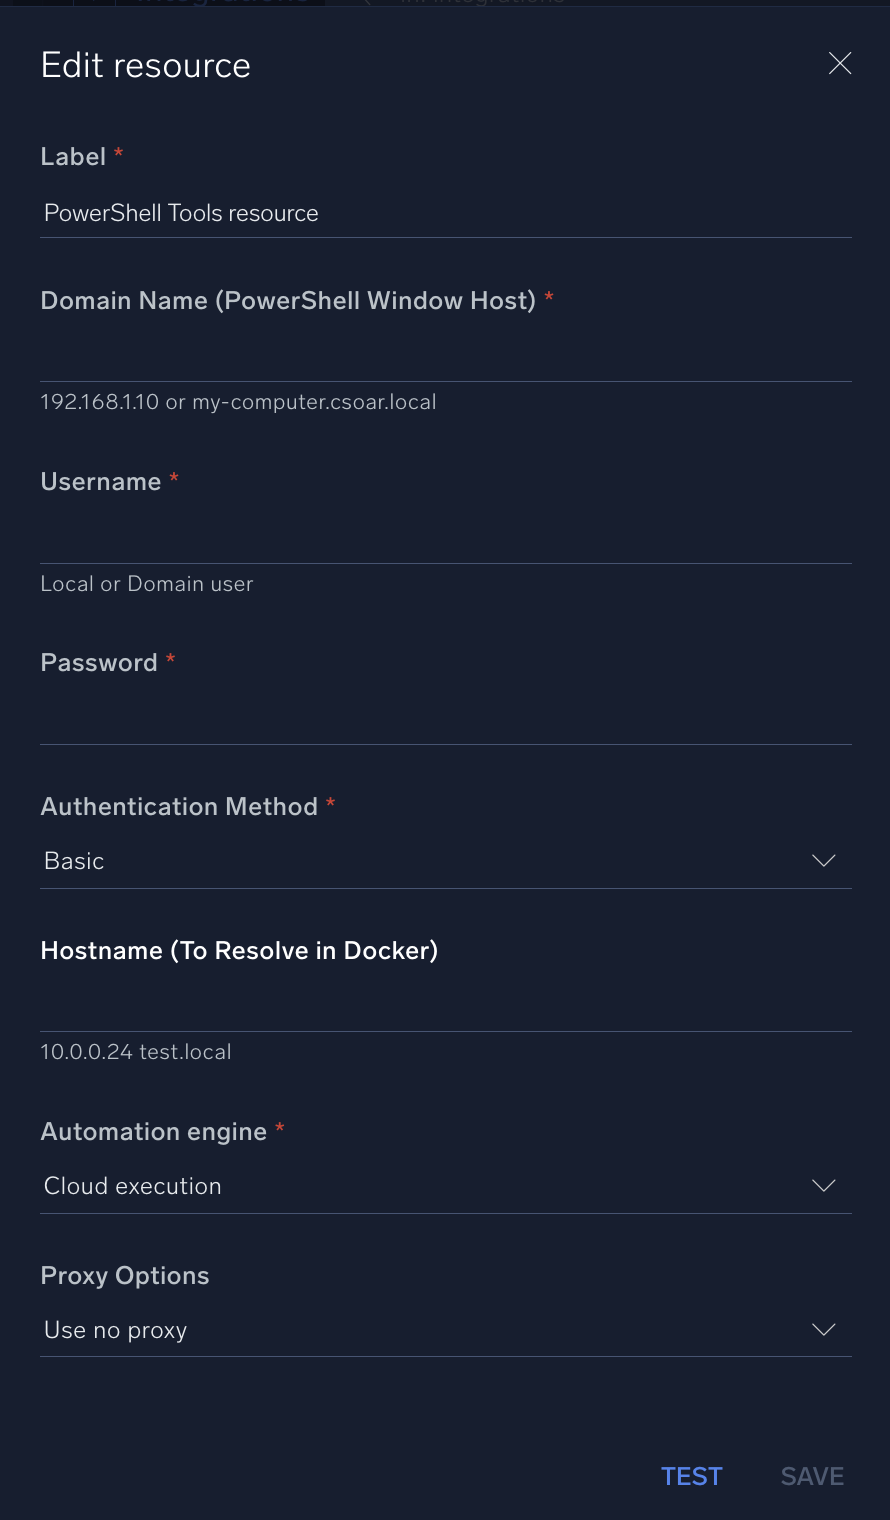 Edit resource
Label *
PowerShell Tools resource
Domain Name (PowerShell Window Host) *
192.168.1.10 or my-computer.csoar.local
Username *
Local or Domain user
Password *
Authentication Method *
Basic
Hostname (To Resolve in Docker)
10.0.0.24 test.local
Automation engine *
Cloud execution
Proxy Options
Use no proxy
TEST SAVE